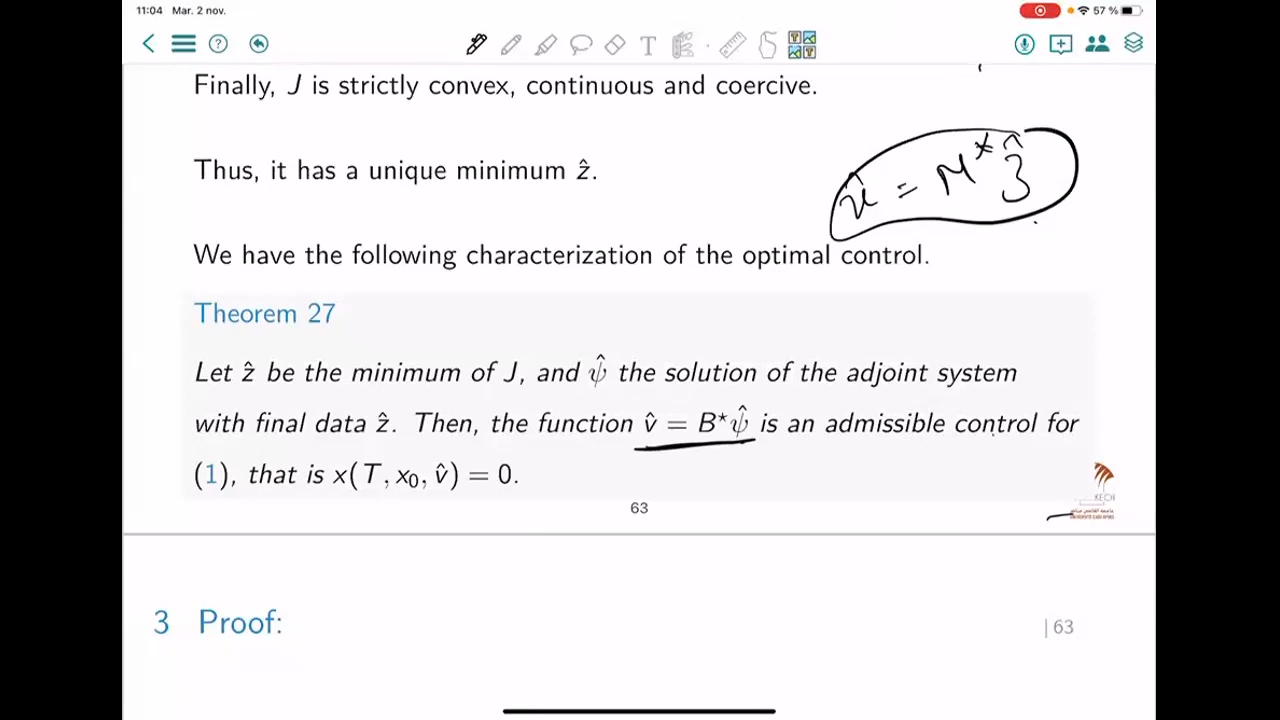 11:04 Mar. 2 nov.
57 %
Finally, J is strictly convex, continuous and coercive.
Thus, it has a unique minimum ẑ.
û = M* ẑ
We have the following characterization of the optimal control.
Theorem 27
Let ẑ be the minimum of J, and ψ̂ the solution of the adjoint system
with final data ẑ. Then, the function v̂ = B⋆ψ̂ is an admissible control for
(1), that is x(T, x₀, v̂) = 0.
63
3 Proof:
| 63